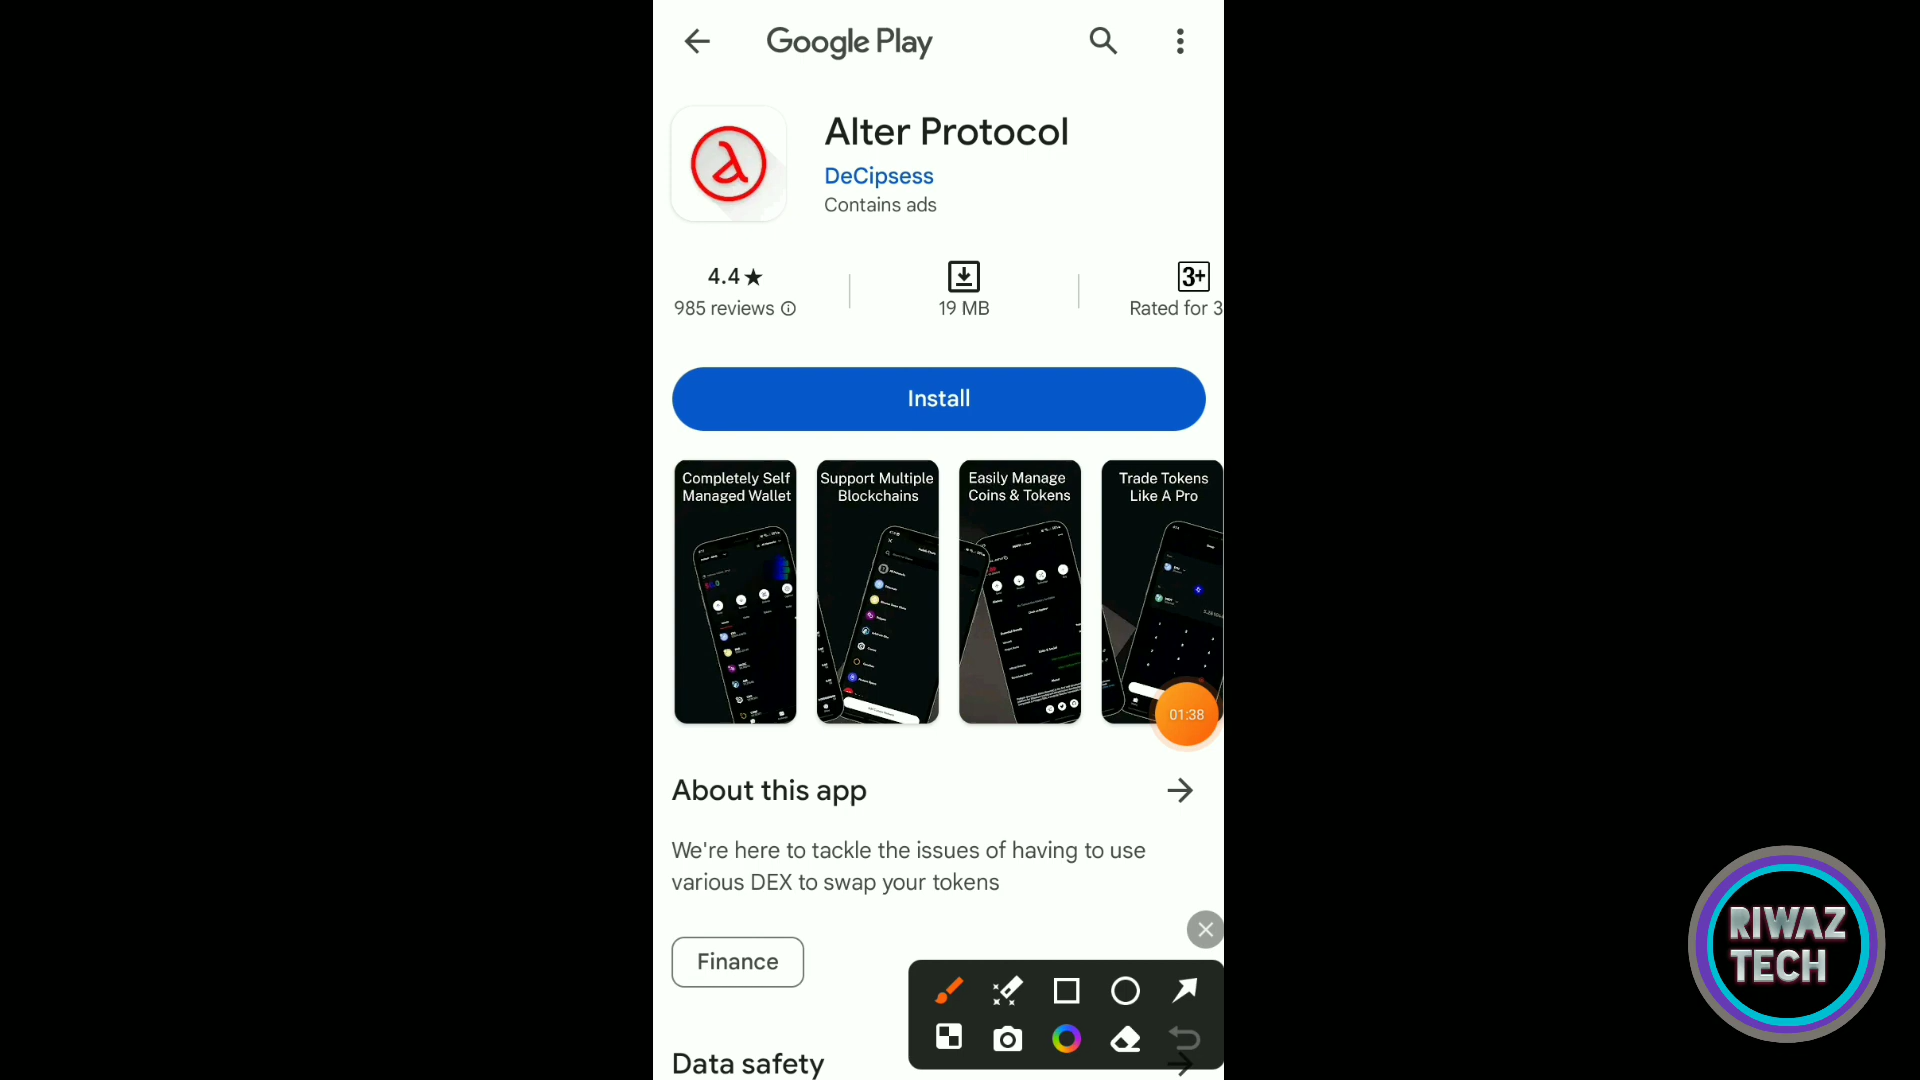 Google Play
Alter Protocol
DeCipsess
Contains ads
4.4★
985 reviews
19 MB
3+
Rated for 3
Install
Completely Self
Managed Wallet
Support Multiple
Blockchains
Easily Manage
Coins & Tokens
Trade Tokens
Like A Pro
01:38
About this app
We're here to tackle the issues of having to use
various DEX to swap your tokens
Finance
Data safety
RIWAZ
TECH